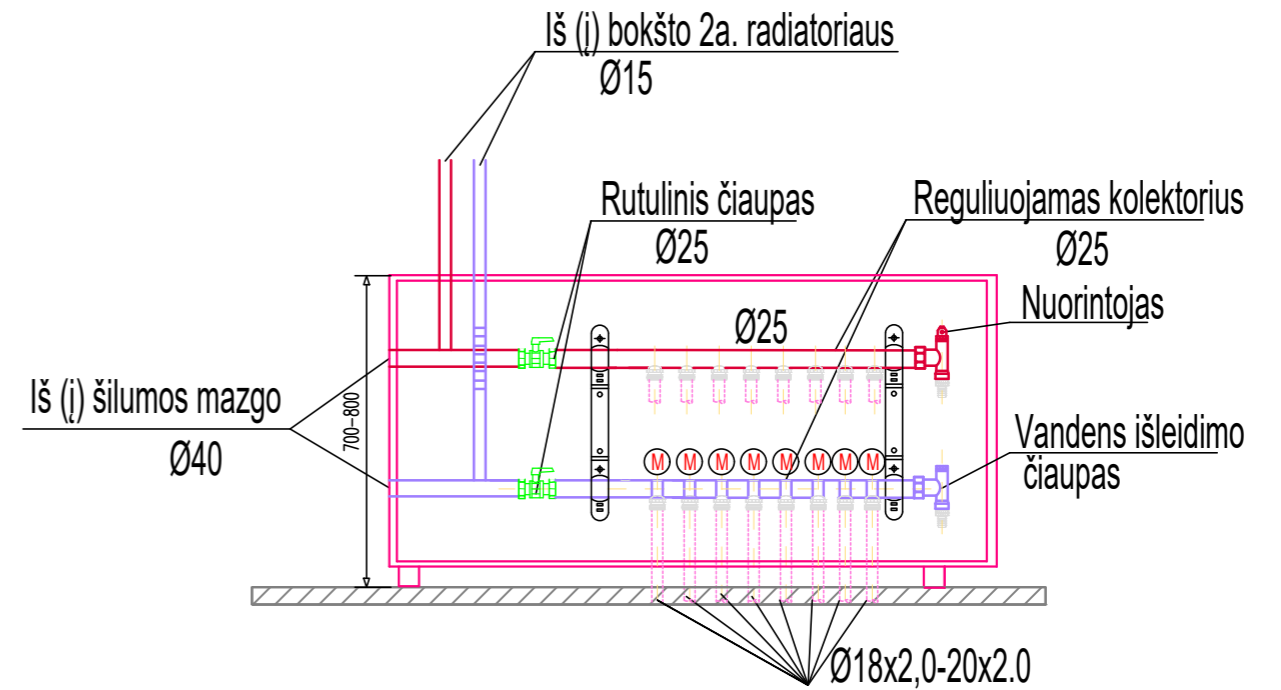 Iš (į) bokšto 2a. radiatoriaus
Ø15
Rutulinis čiaupas
Ø25
Reguliuojamas kolektorius
Ø25
Nuorintojas
Ø25
Iš (į) šilumos mazgo
Ø40
700-800
Vandens išleidimo
čiaupas
M M M M M M M M
Ø18x2,0-20x2.0